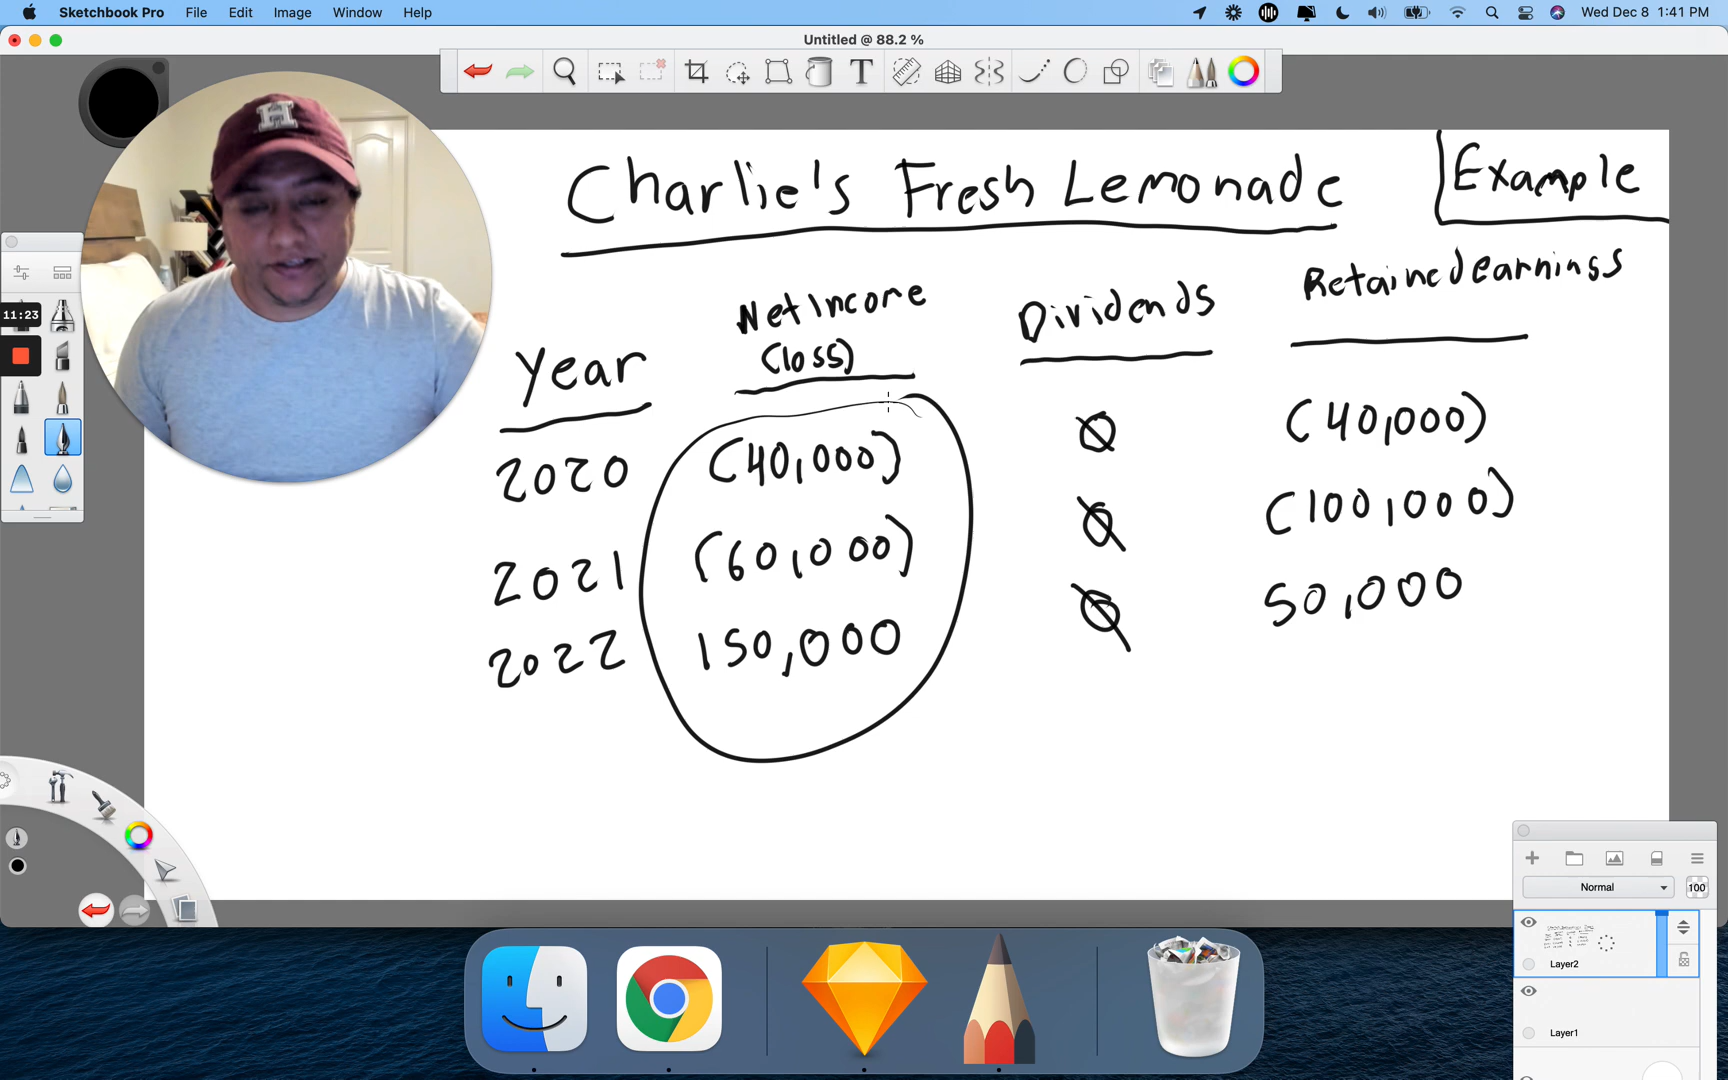 Sketchbook Pro File Edit Image Window Help
Wed Dec 8 1:41 PM
Untitled @ 88.2 %
T
H
11:23
Charlie's Fresh Lemonade
Example
Year
Net Income
(loss)
Dividends
Retained earnings
2020 (40,000) Ø (40,000)
2021 (60,000) Ø (100,000)
2022 150,000 Ø 50,000
Normal 100
Layer2
Layer1